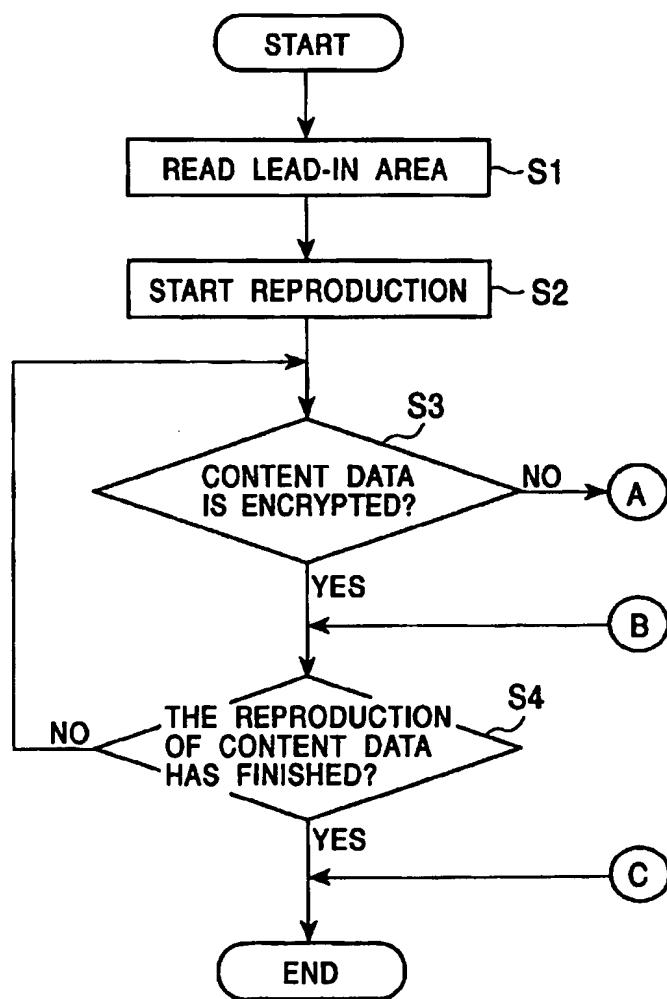 START
READ LEAD-IN AREA
S1
START REPRODUCTION
S2
S3
CONTENT DATA
IS ENCRYPTED?
NO
A
YES
B
S4
THE REPRODUCTION
OF CONTENT DATA
HAS FINISHED?
NO
YES
C
END